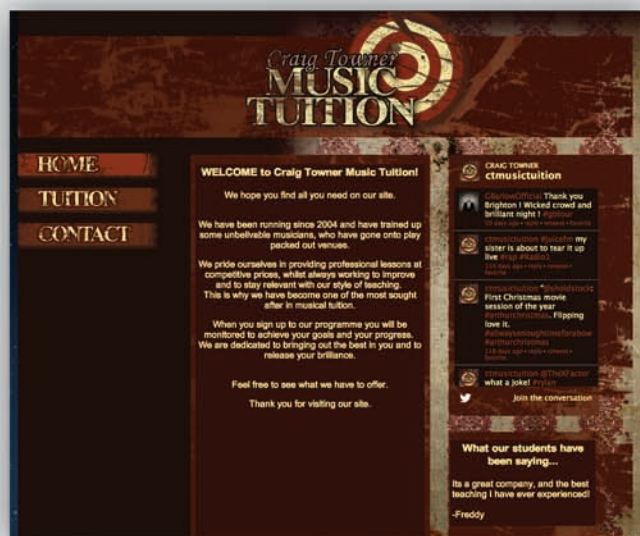 Craig Towner
MUSIC
TUITION
HOME
TUITION
CONTACT
WELCOME to Craig Towner Music Tuition!
We hope you find all you need on our site.
We have been running since 2004 and have trained up
some unbelivable musicians, who have gone onto play
packed out venues.
We pride ourselves in providing professional lessons at
competitive prices, whilst always working to improve
and to stay relevant with our style of teaching.
This is why we have become one of the most sought
after in musical tuition.
When you sign up to our programme you will be
monitored to achieve your goals and your progress.
We are dedicated to bringing out the best in you and to
release your brilliance.
Feel free to see what we have to offer.
Thank you for visiting our site.
CRAIG TOWNER
ctmusictuition
Thank you
Brighton ! Wicked crowd and
brilliant night !
ctmusictuition #juicefm my
sister is about to tear it up
live #rap
ctmusictuition
First Christmas movie
session of the year
#arthurchristmas. Flipping
love it.
#arthurchristmas
ctmusictuition @TheXFactor
what a joke! #rylan
Join the conversation
What our students have
been saying...
Its a great company, and the best
teaching I have ever experienced!
-Freddy